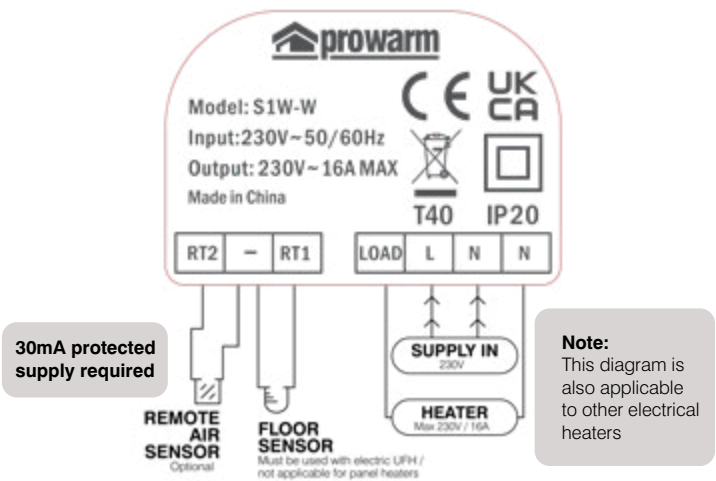 prowarm
Model: S1W-W
Input:230V~50/60Hz
Output: 230V~16A MAX
Made in China
CE
UK
CA
T40
IP20
RT2
–
RT1
LOAD
L
N
N
30mA protected
supply required
SUPPLY IN
230V
HEATER
Max 230V / 16A
REMOTE
AIR
SENSOR
Optional
FLOOR
SENSOR
Must be used with electric UFH /
not applicable for panel heaters
Note:
This diagram is
also applicable
to other electrical
heaters